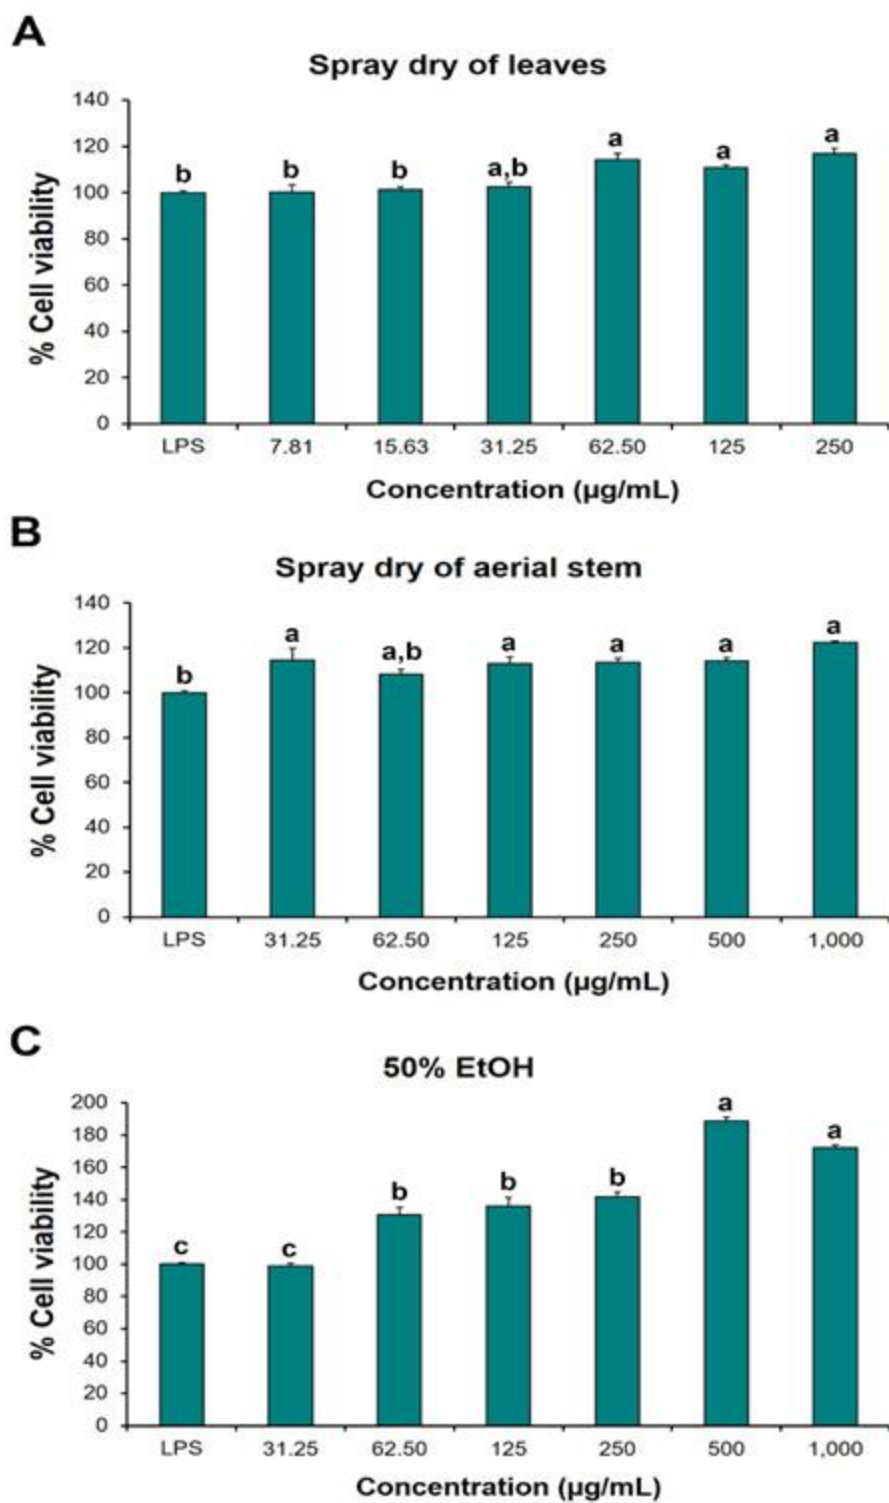 A
Spray dry of leaves
% Cell viability
140
120
100
80
60
40
20
0
b b b a,b a a a
LPS 7.81 15.63 31.25 62.50 125 250
Concentration (µg/mL)
B
Spray dry of aerial stem
% Cell viability
140
120
100
80
60
40
20
0
b a a,b a a a a
LPS 31.25 62.50 125 250 500 1,000
Concentration (µg/mL)
C
50% EtOH
% Cell viability
200
180
160
140
120
100
80
60
40
20
0
c c b b b a a
LPS 31.25 62.50 125 250 500 1,000
Concentration (µg/mL)